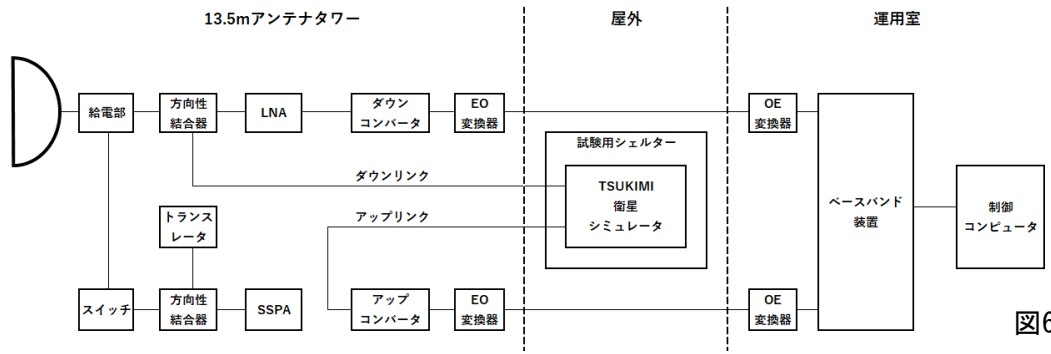 13.5mアンテナタワー
屋外
運用室
給電部
方向性
結合器
LNA
ダウン
コンバータ
EO
変換器
OE
変換器
試験用シェルター
TSUKIMI
衛星
シミュレータ
ダウンリンク
アップリンク
トランス
レータ
ベースバンド
装置
制御
コンピュータ
スイッチ
方向性
結合器
SSPA
アップ
コンバータ
EO
変換器
OE
変換器
図6